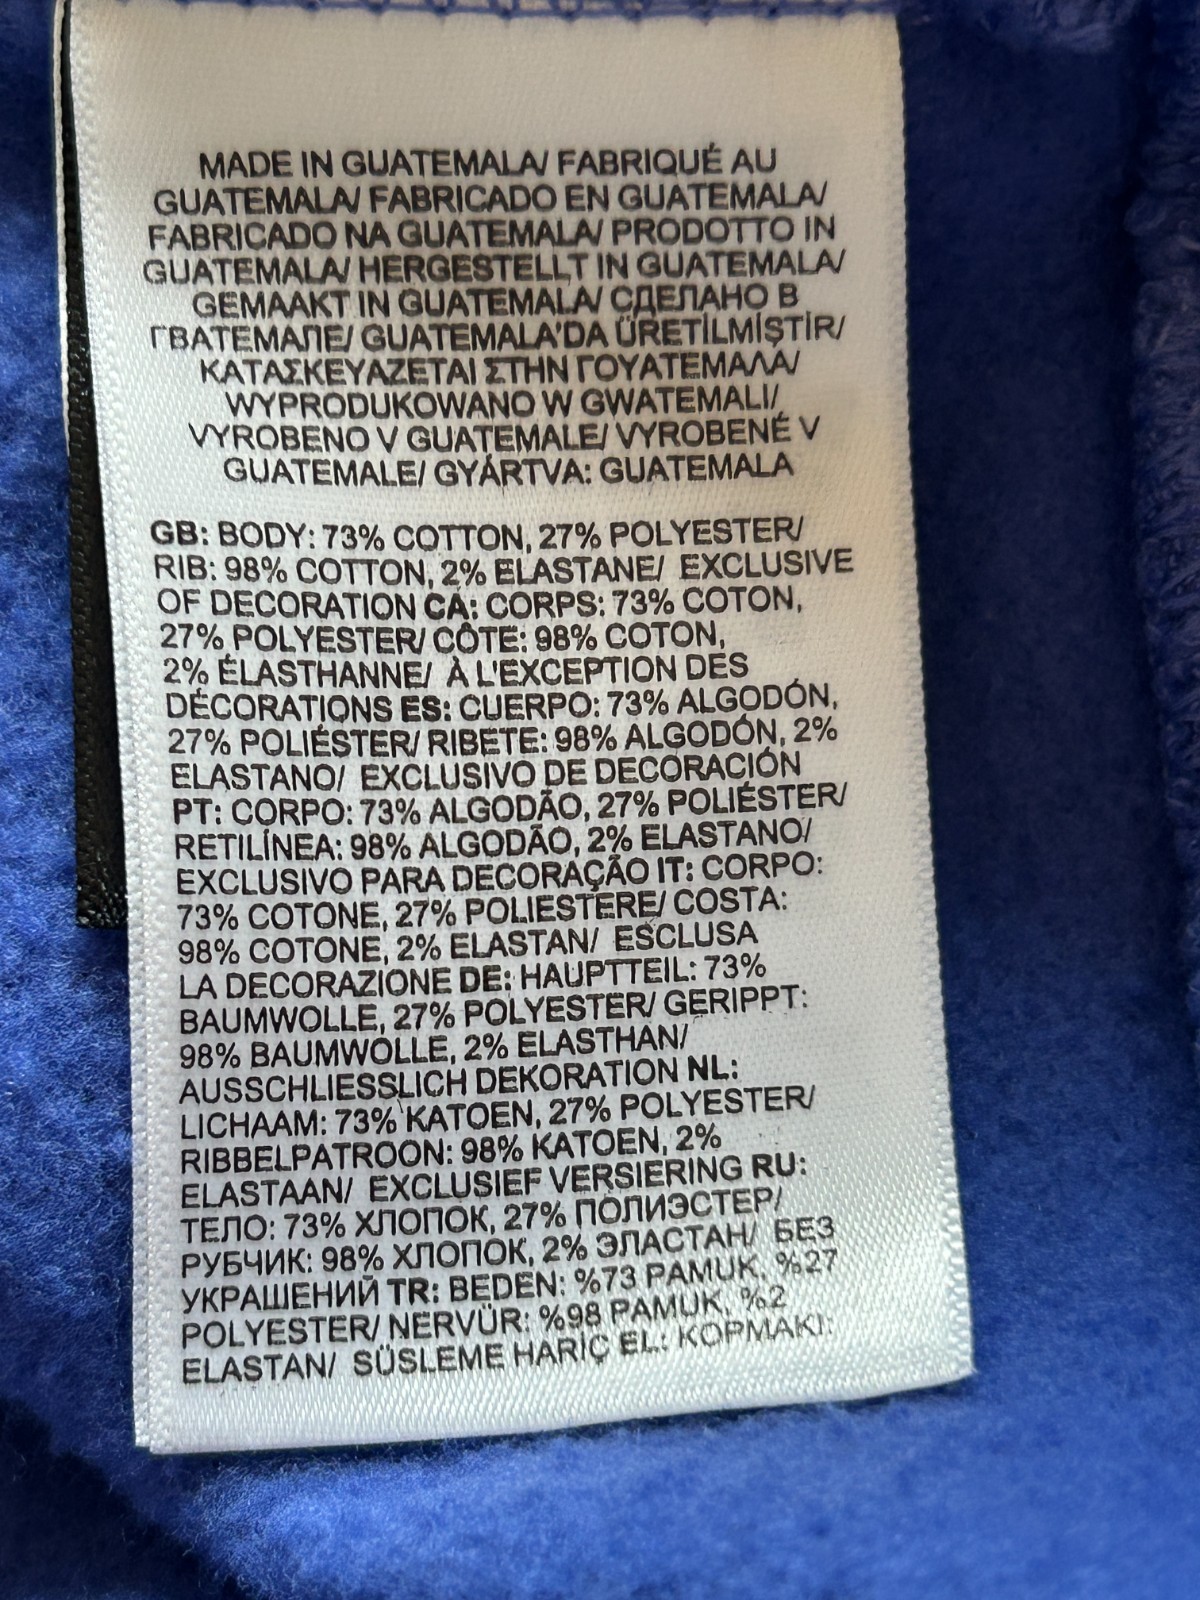 MADE IN GUATEMALA/ FABRIQUÉ AU
GUATEMALA/ FABRICADO EN GUATEMALA/
FABRICADO NA GUATEMALA/ PRODOTTO IN
GUATEMALA/ HERGESTELLT IN GUATEMALA/
GEMAAKT IN GUATEMALA/ СДЕЛАНО В
ГВАТЕМАЛЕ/ GUATEMALA'DA ÜRETİLMİŞTİR/
ΚΑΤΑΣΚΕΥΑΖΕΤΑΙ ΣΤΗΝ ΓΟΥΑΤΕΜΑΛΑ/
WYPRODUKOWANO W GWATEMALI/
VYROBENO V GUATEMALE/ VYROBENÉ V
GUATEMALE/ GYÁRTVA: GUATEMALA
GB: BODY: 73% COTTON, 27% POLYESTER/
RIB: 98% COTTON, 2% ELASTANE/ EXCLUSIVE
OF DECORATION CA: CORPS: 73% COTON,
27% POLYESTER/ CÔTE: 98% COTON,
2% ÉLASTHANNE/ À L'EXCEPTION DES
DÉCORATIONS ES: CUERPO: 73% ALGODÓN,
27% POLIÉSTER/ RIBETE: 98% ALGODÓN, 2%
ELASTANO/ EXCLUSIVO DE DECORACIÓN
PT: CORPO: 73% ALGODÃO, 27% POLIÉSTER/
RETILÍNEA: 98% ALGODÃO, 2% ELASTANO/
EXCLUSIVO PARA DECORAÇÃO IT: CORPO:
73% COTONE, 27% POLIESTERE/ COSTA:
98% COTONE, 2% ELASTAN/ ESCLUSA
LA DECORAZIONE DE: HAUPTTEIL: 73%
BAUMWOLLE, 27% POLYESTER/ GERIPPT:
98% BAUMWOLLE, 2% ELASTHAN/
AUSSCHLIESSLICH DEKORATION NL:
LICHAAM: 73% KATOEN, 27% POLYESTER/
RIBBELPATROON: 98% KATOEN, 2%
ELASTAAN/ EXCLUSIEF VERSIERING RU:
ТЕЛО: 73% ХЛОПОК, 27% ПОЛИЭСТЕР/
РУБЧИК: 98% ХЛОПОК, 2% ЭЛАСТАН/ БЕЗ
УКРАШЕНИЙ TR: BEDEN: %73 PAMUK, %27
POLYESTER/ NERVÜR: %98 PAMUK, %2
ELASTAN/ SÜSLEME HARİÇ EL: ΚΟΡΜΑΚΙ: